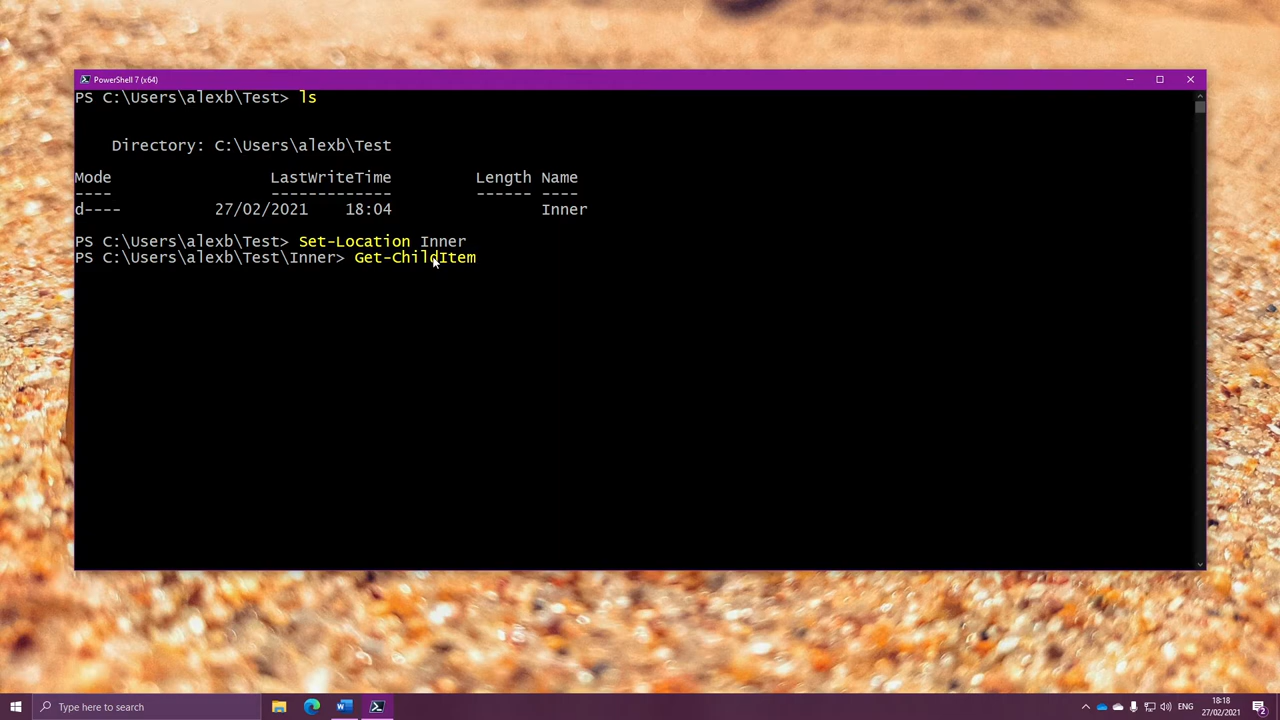 PowerShell 7 (x64)
PS C:\Users\alexb\Test> ls
Directory: C:\Users\alexb\Test
Mode LastWriteTime Length Name
---- ------------- ------ ----
d---- 27/02/2021 18:04 Inner
PS C:\Users\alexb\Test> Set-Location Inner
PS C:\Users\alexb\Test\Inner> Get-ChildItem
Type here to search
W
ENG
18:18
27/02/2021
2